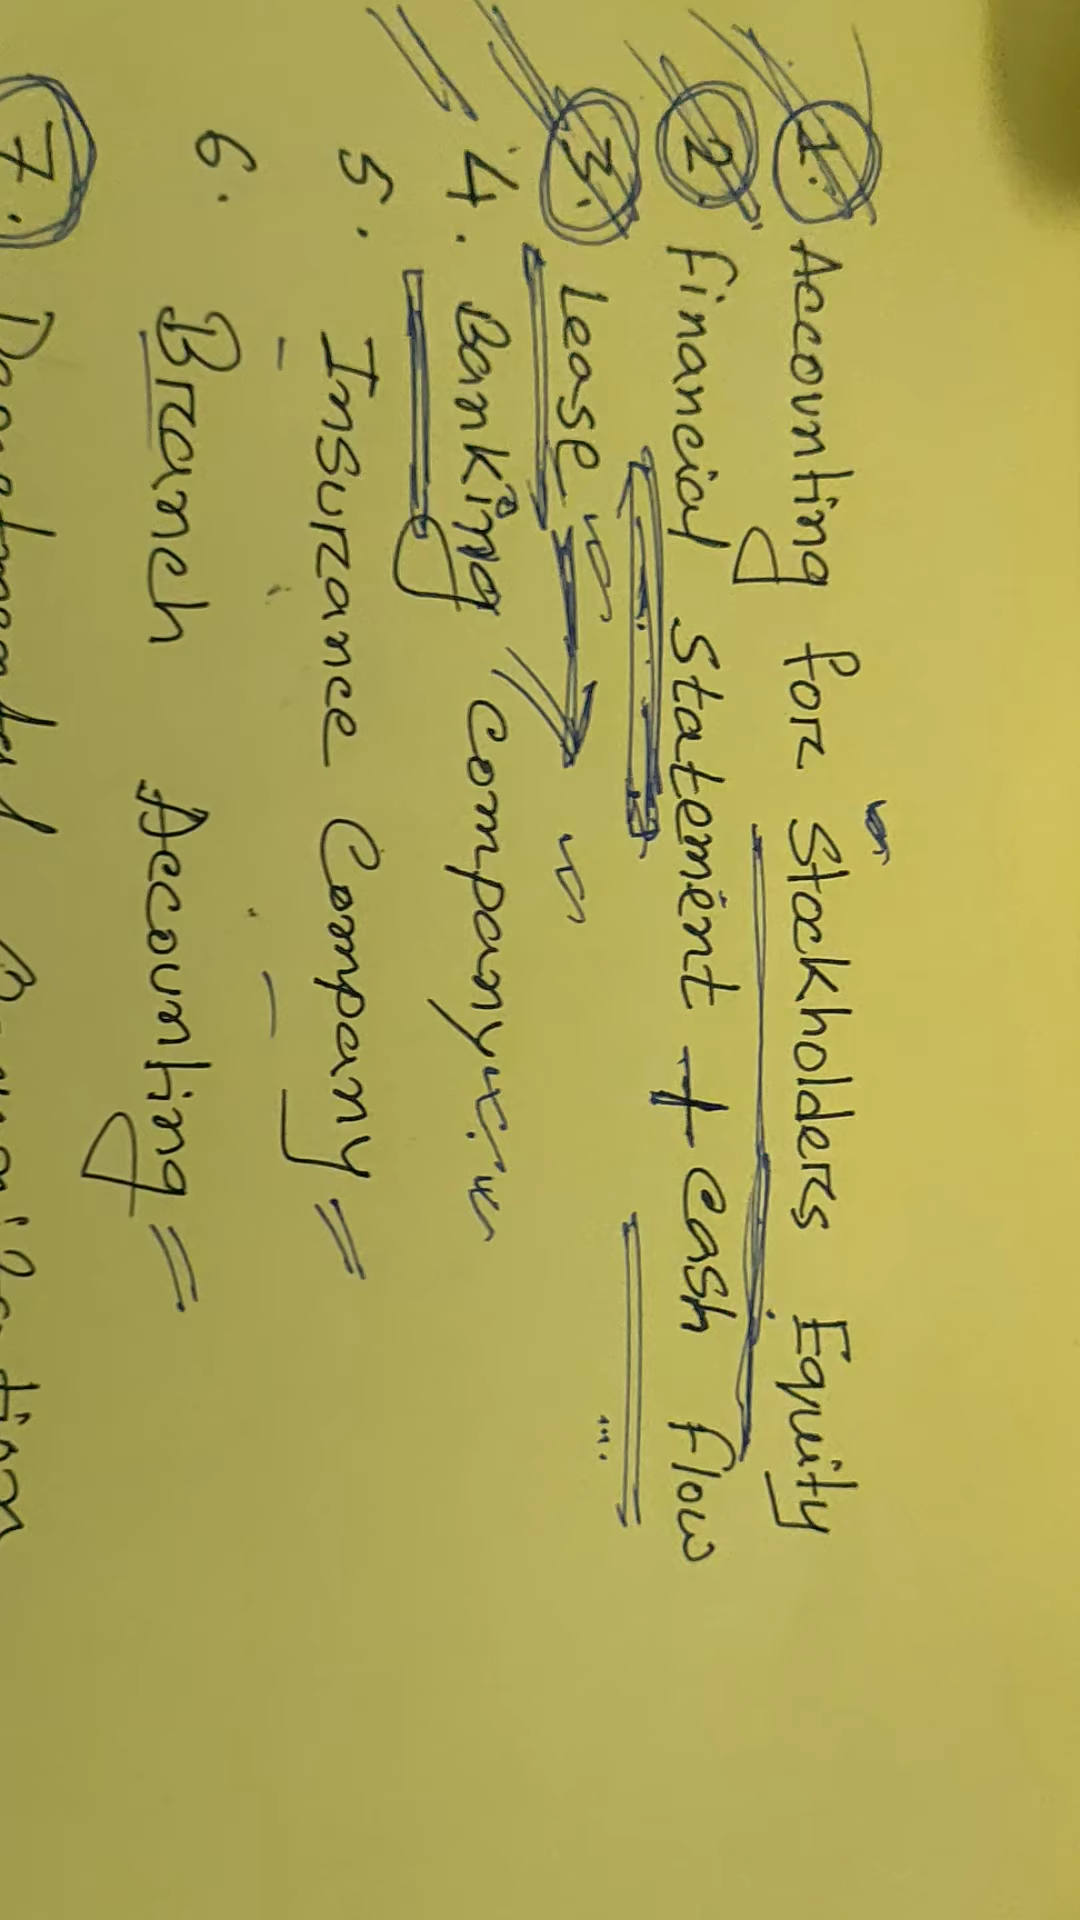 1. Accounting for Stockholders Equity
2. Financial Statement + Cash Flow
3. Lease
4. Banking Company
5. Insurance Company
6. Branch Accounting
7.